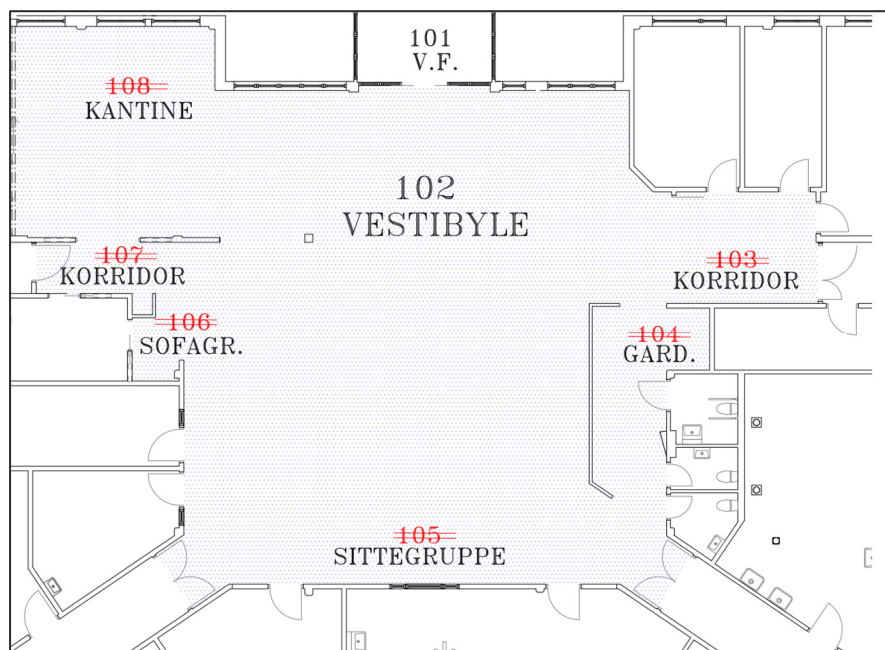 101
V.F.
108
KANTINE
102
VESTIBYLE
107
KORRIDOR
103
KORRIDOR
106
SOFAGR.
104
GARD.
105
SITTEGRUPPE